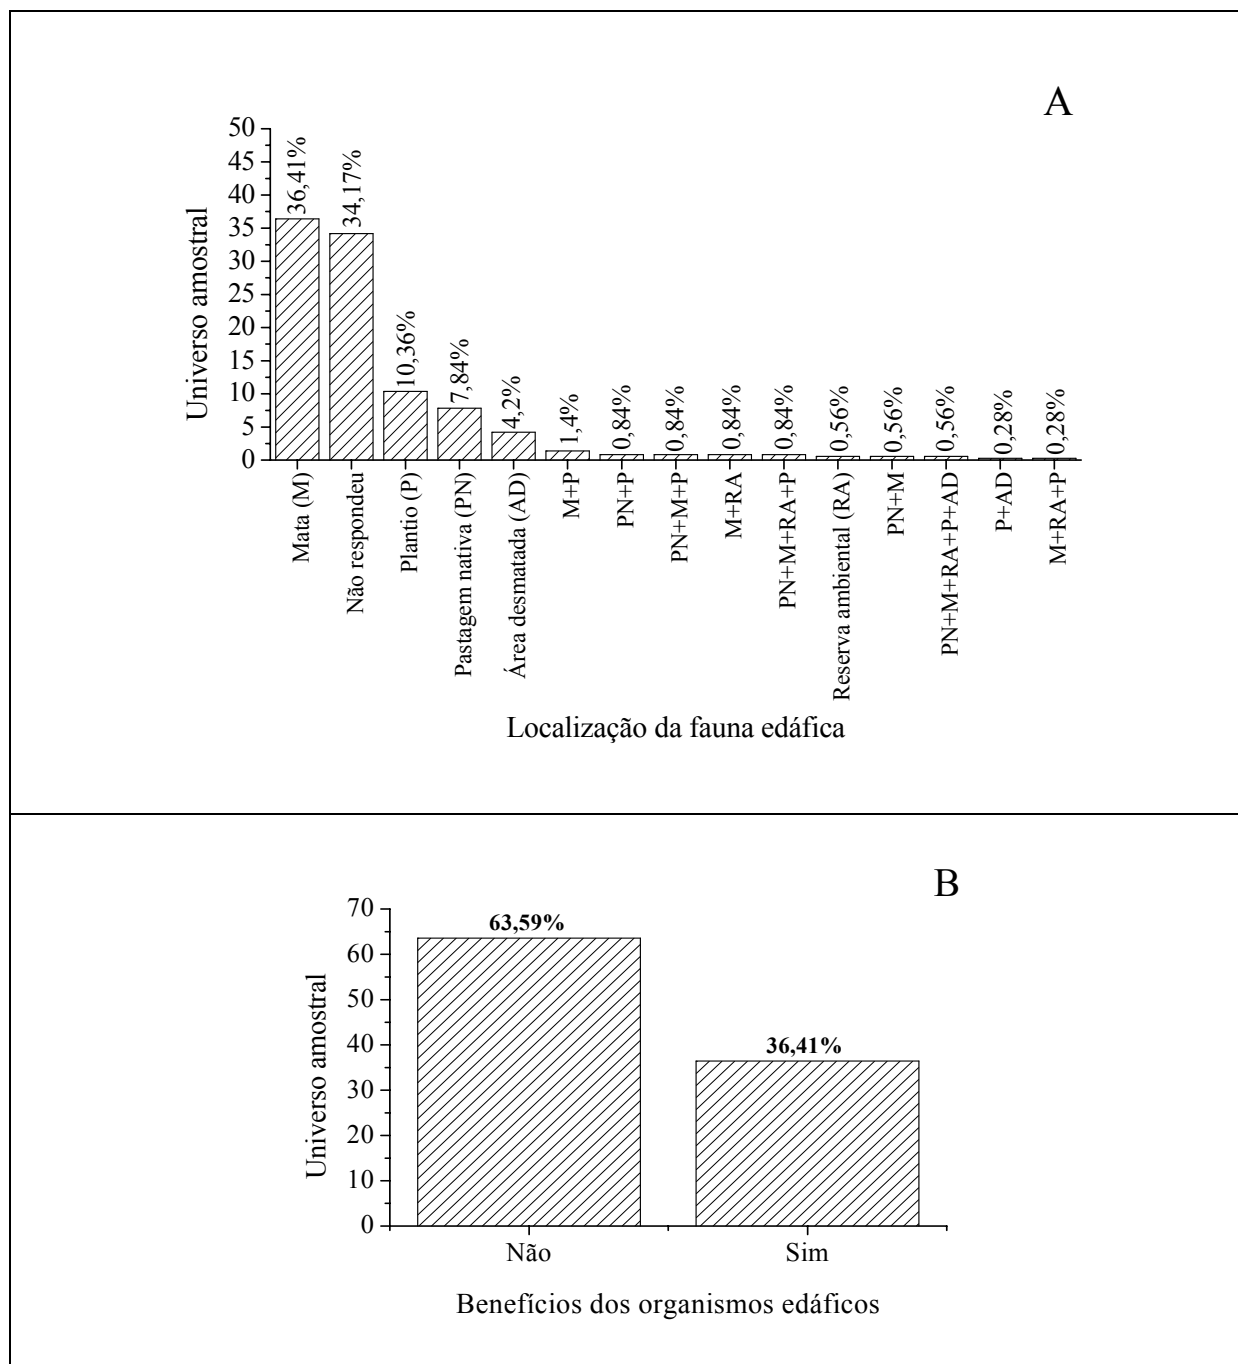 A
50
45
40
35
30
25
20
15
10
5
0
Universo amostral
36,41%
34,17%
10,36%
7,84%
4,2%
1,4%
0,84%
0,84%
0,84%
0,84%
0,56%
0,56%
0,56%
0,28%
0,28%
Mata (M)
Não respondeu
Plantio (P)
Pastagem nativa (PN)
Área desmatada (AD)
M+P
PN+P
PN+M+P
M+RA
PN+M+RA+P
Reserva ambiental (RA)
PN+M
PN+M+RA+P+AD
P+AD
M+RA+P
Localização da fauna edáfica
B
70
60
50
40
30
20
10
0
Universo amostral
63,59%
36,41%
Não
Sim
Benefícios dos organismos edáficos